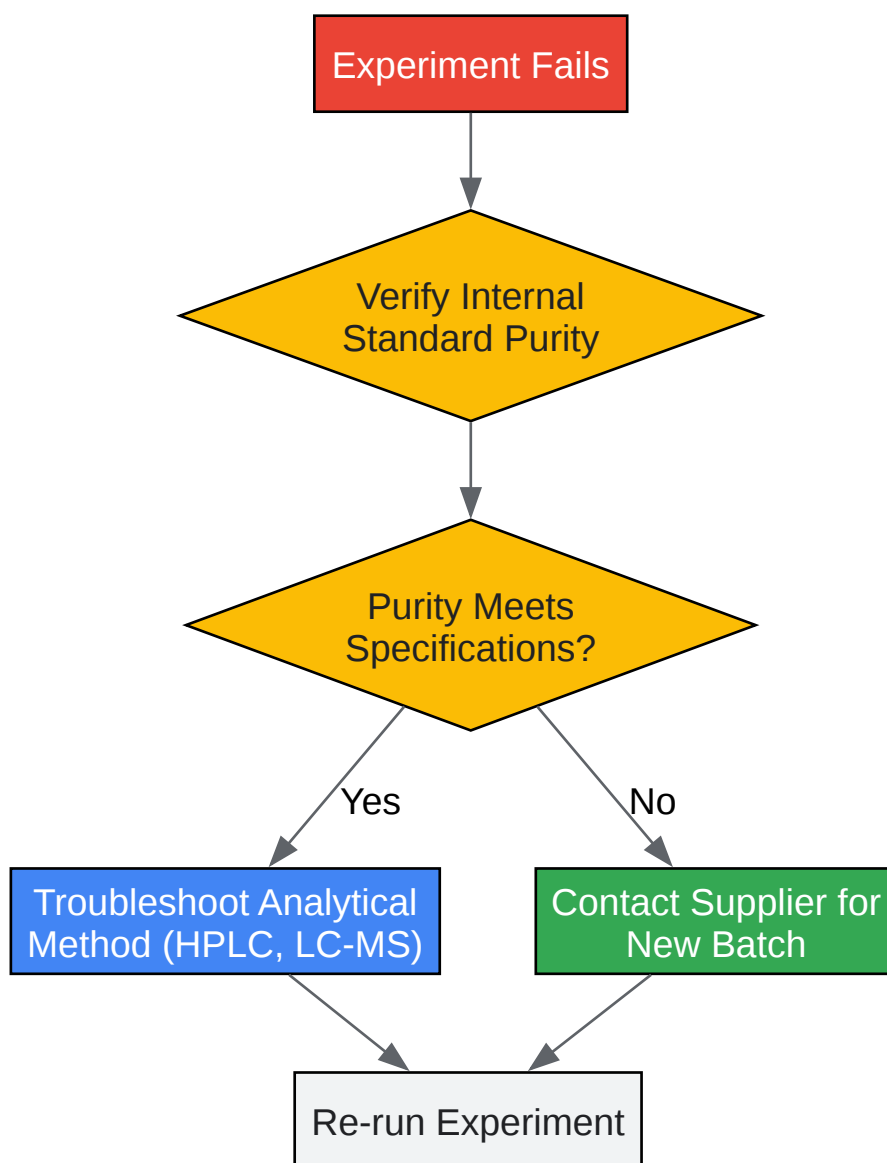 Experiment Fails
Verify Internal
Standard Purity
Purity Meets
Specifications?
Yes
No
Troubleshoot Analytical
Method (HPLC, LC-MS)
Contact Supplier for
New Batch
Re-run Experiment